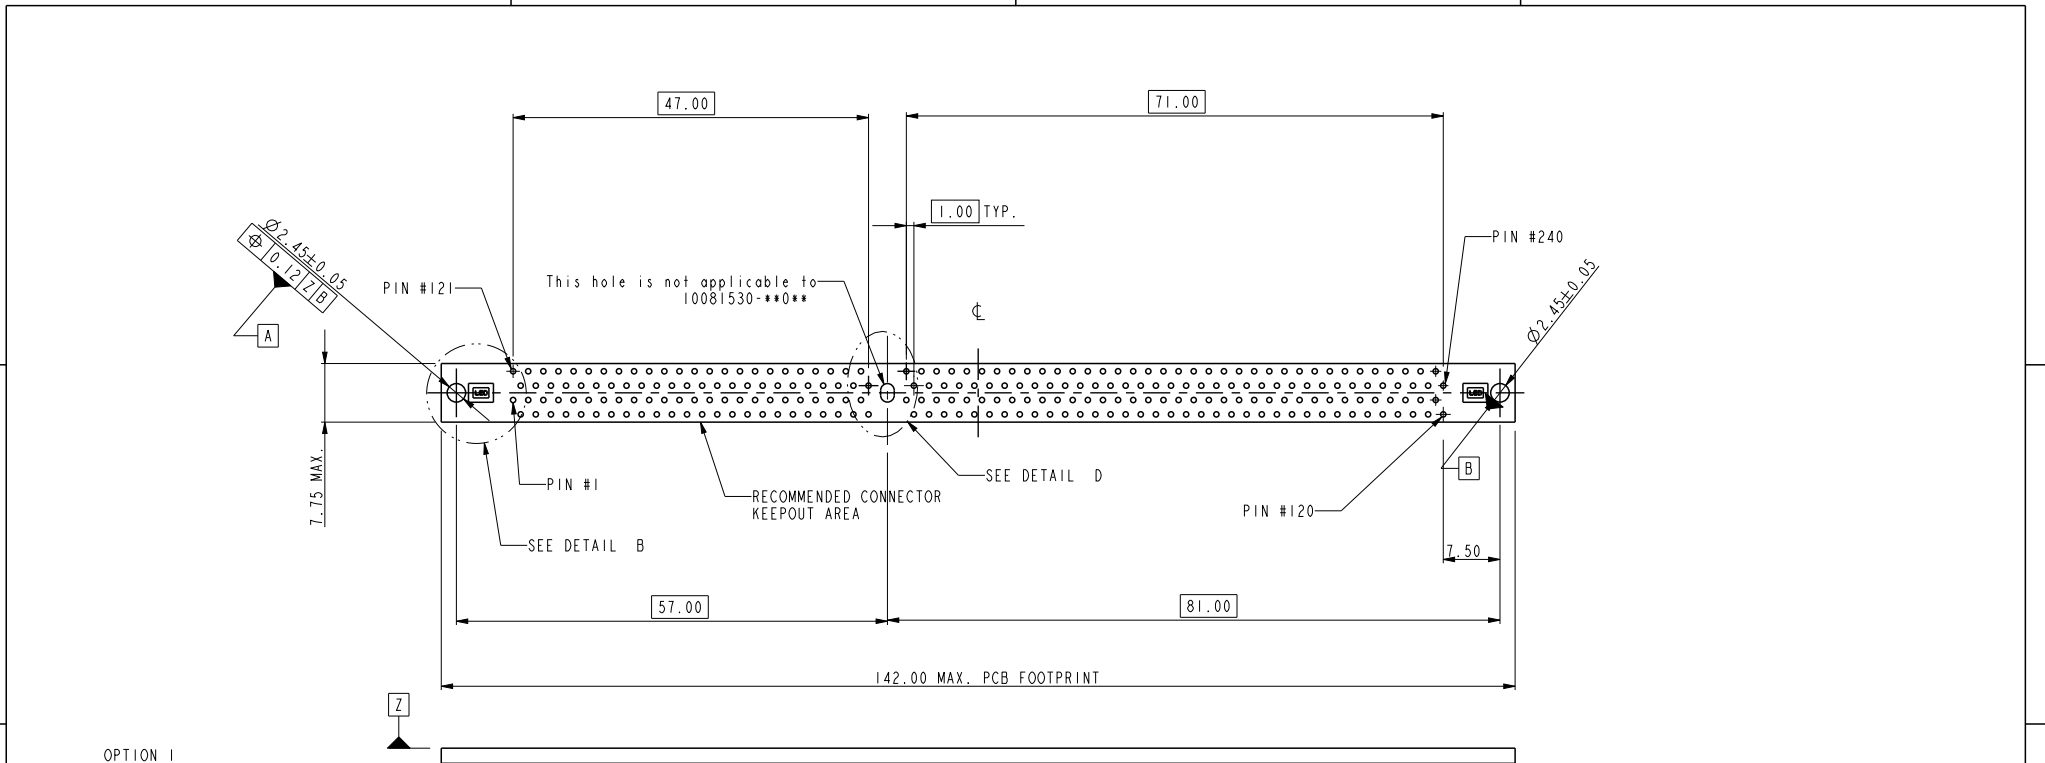 47.00
71.00
1.00 TYP.
PIN #240
Ø2.45±0.05
0.12 Z B
A
PIN #121
This hole is not applicable to
10081530-**0**
℄
Ø2.45±0.05
LED
LED
7.75 MAX.
PIN #1
RECOMMENDED CONNECTOR
KEEPOUT AREA
SEE DETAIL D
B
PIN #120
SEE DETAIL B
7.50
57.00
81.00
142.00 MAX. PCB FOOTPRINT
Z
OPTION 1